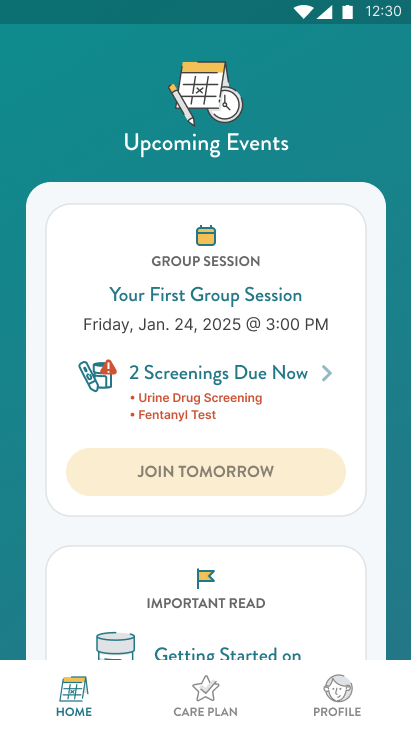 12:30
Upcoming Events
GROUP SESSION
Your First Group Session
Friday, Jan. 24, 2025 @ 3:00 PM
2 Screenings Due Now
• Urine Drug Screening
• Fentanyl Test
JOIN TOMORROW
IMPORTANT READ
Getting Started on
HOME
CARE PLAN
PROFILE